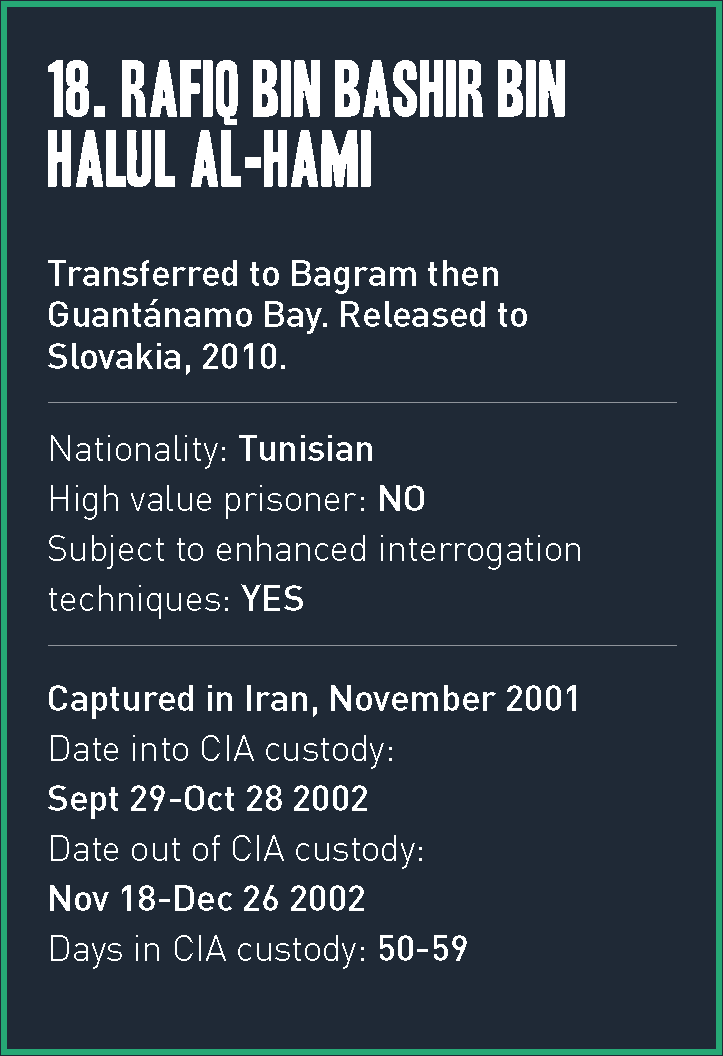 18. RAFIQ BIN BASHIR BIN
HALUL AL-HAMI
Transferred to Bagram then
Guantánamo Bay. Released to
Slovakia, 2010.
Nationality: Tunisian
High value prisoner: NO
Subject to enhanced interrogation
techniques: YES
Captured in Iran, November 2001
Date into CIA custody:
Sept 29-Oct 28 2002
Date out of CIA custody:
Nov 18-Dec 26 2002
Days in CIA custody: 50-59